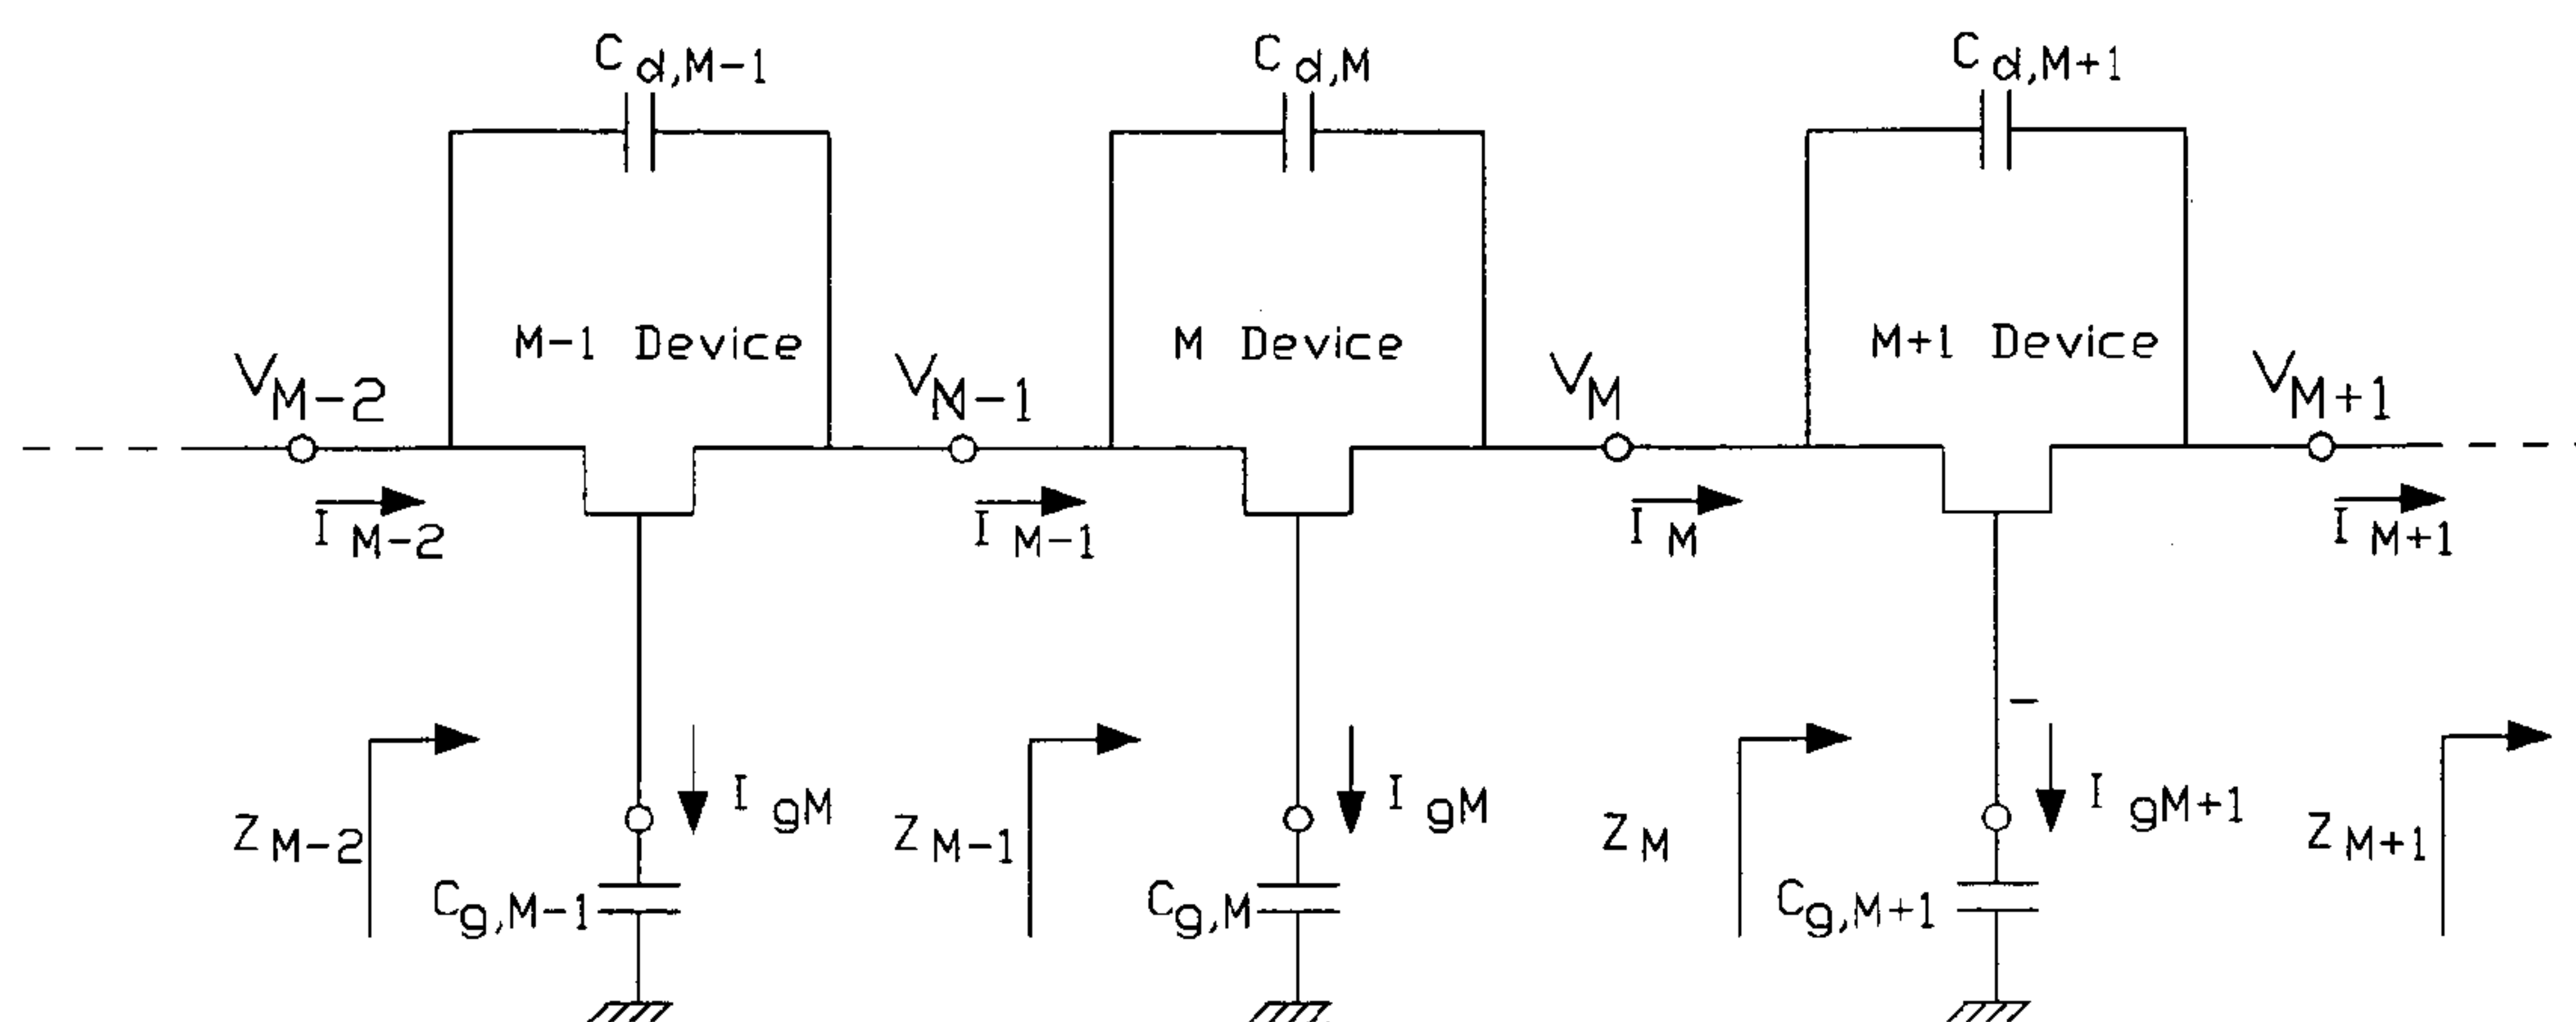 C d,M-1
C d,M
C d,M+1
M-1 Device
M Device
M+1 Device
V M-2
V M-1
V M
V M+1
I M-2
I M-1
I M
I M+1
Z M-2
I gM
Z M-1
I gM
Z M
I gM+1
Z M+1
C g,M-1
C g,M
C g,M+1